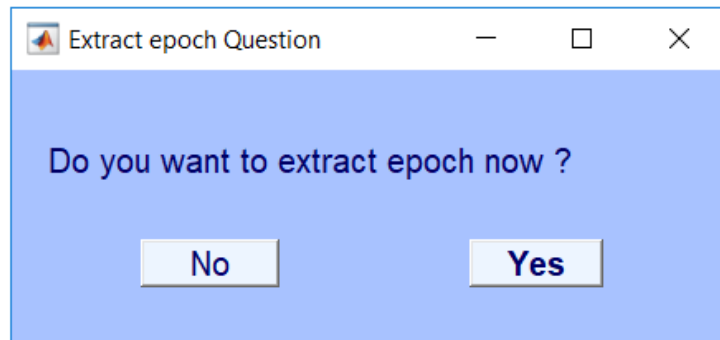 Extract epoch Question
Do you want to extract epoch now ?
No Yes